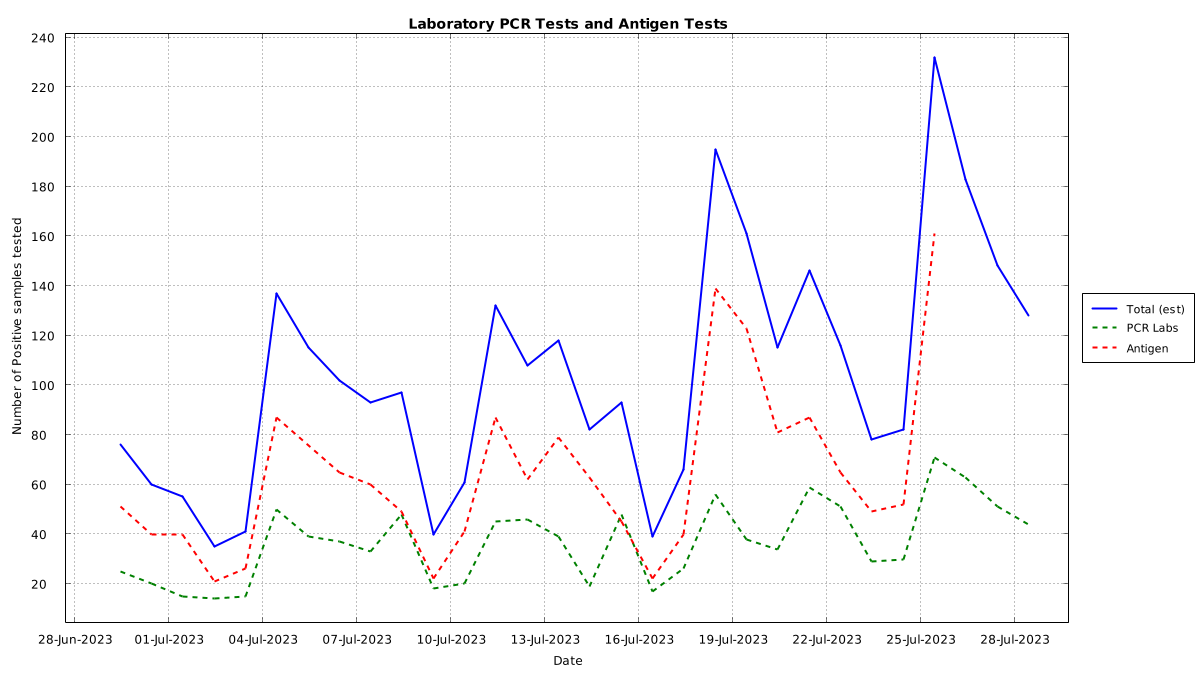 Laboratory PCR Tests and Antigen Tests
240
220
200
180
160
140
120
100
80
60
40
20
Number of Positive samples tested
28-Jun-2023 01-Jul-2023 04-Jul-2023 07-Jul-2023 10-Jul-2023 13-Jul-2023 16-Jul-2023 19-Jul-2023 22-Jul-2023 25-Jul-2023 28-Jul-2023
Date
Total (est)
PCR Labs
Antigen